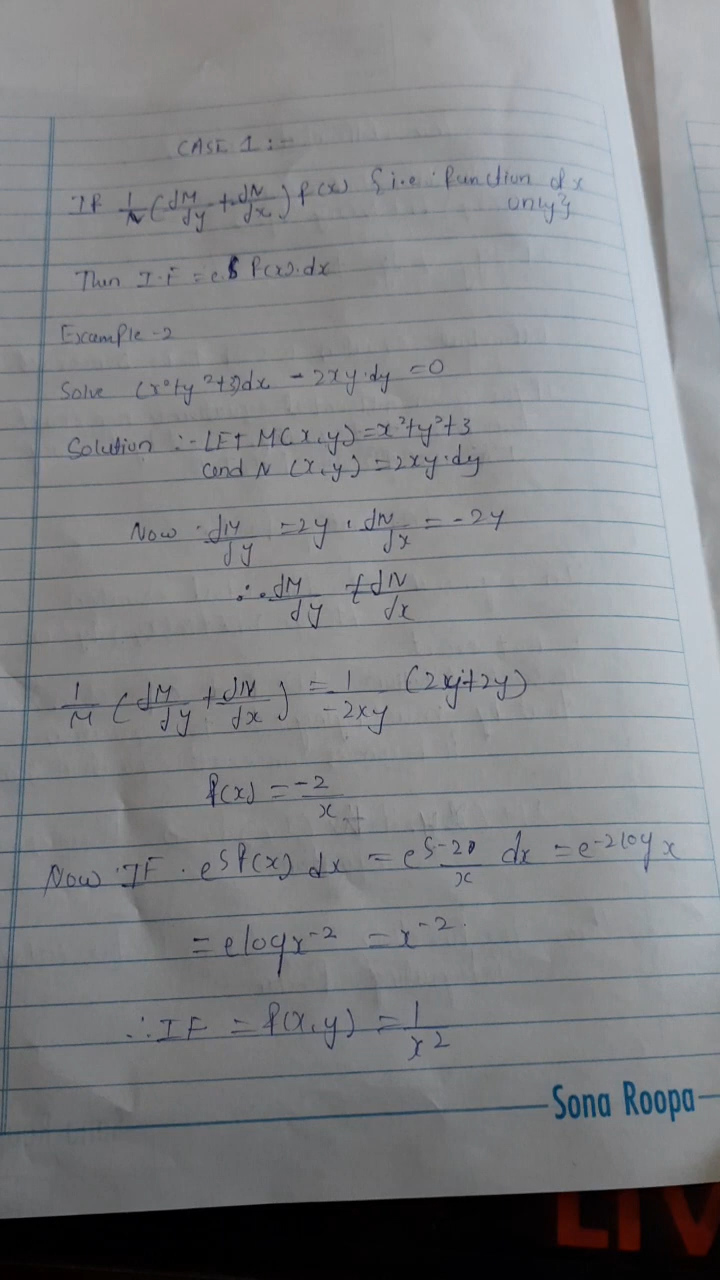 CASE 1 :-
IF 1/N (dM/dy + dN/dx) f(x) {i.e. function of x
only}
Then I.F = e∫ f(x).dx
Example -2
Solve (x²+y²+3)dx - 2xy.dy =0
Solution :- LEt M(x,y) = x²+y²+3
and N (x,y) = 2xy.dy
Now . dM/dy = 2y . dN/dx = -2y
∴ . dM/dy ≠ dN/dx
1/M (dM/dy + dN/dx) = 1/-2xy (2y+2y)
f(x) = -2/x
Now IF . e∫f(x) dx = e∫-2/x dx = e-2logx
= elogx-2 = x-2.
∴ IF = f(x,y) = 1/x2
Sona Roopa
LIV